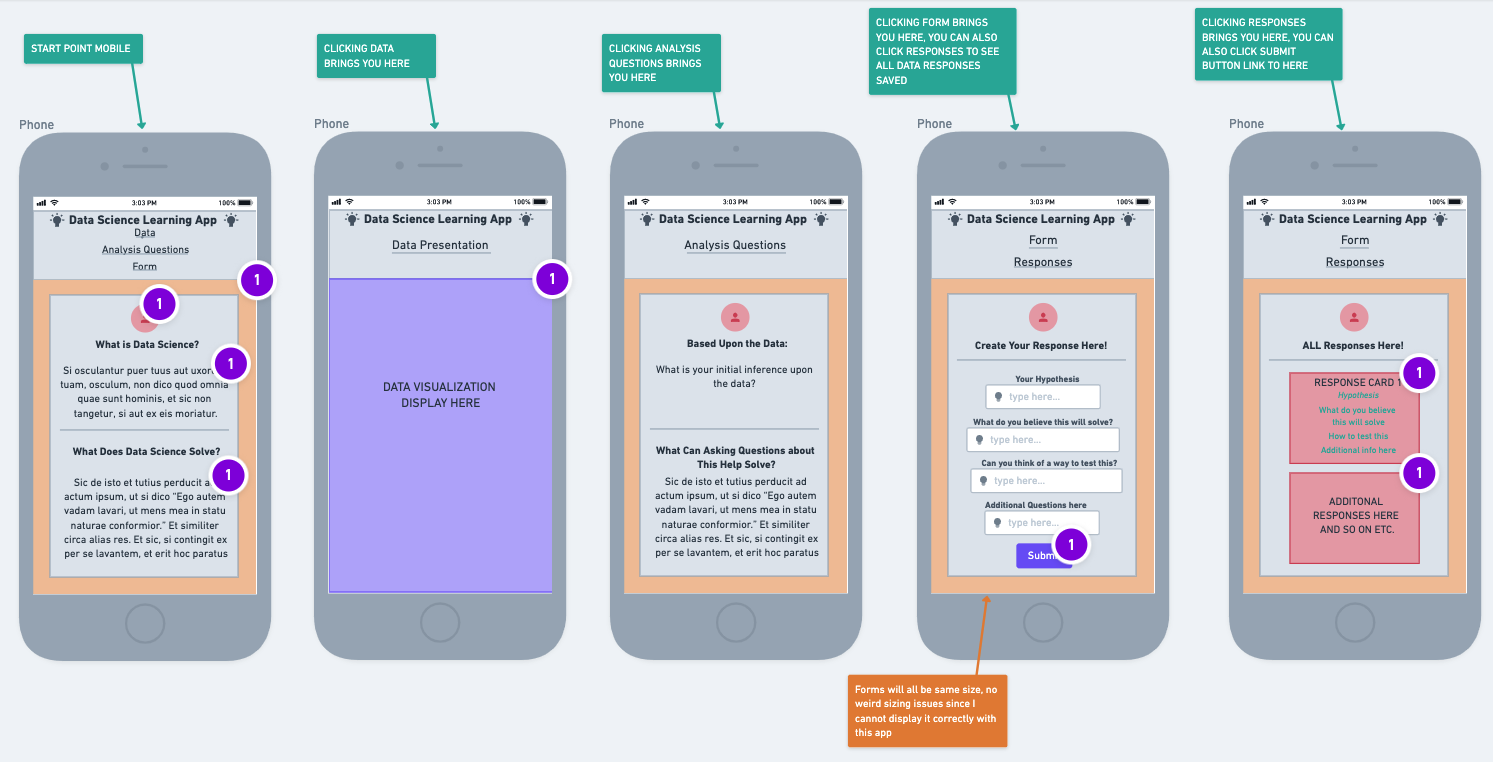 START POINT MOBILE
CLICKING DATA
BRINGS YOU HERE
CLICKING ANALYSIS
QUESTIONS BRINGS
YOU HERE
CLICKING FORM BRINGS
YOU HERE, YOU CAN ALSO
CLICK RESPONSES TO SEE
ALL DATA RESPONSES
SAVED
CLICKING RESPONSES
BRINGS YOU HERE, YOU CAN
ALSO CLICK SUBMIT
BUTTON LINK TO HERE
Phone
3:03 PM
100%
Data Science Learning App
Data
Analysis Questions
Form
1
1
What is Data Science?
1
Si osculantur puer tuus aut
tuam, osculum, non dico quod omnia
quae sunt hominis, et sic non
tangetur, si aut ex eis moriatur.
What Does Data Science Solve?
1
Sic de isto et tutius perducit
actum ipsum, ut si dico "Ego autem
vadam lavari, ut mens mea in statu
naturae conformior." Et similiter
circa alias res. Et sic, si contingit ex
per se lavantem, et erit hoc paratus
Phone
3:03 PM
100%
Data Science Learning App
Data Presentation
1
DATA VISUALIZATION
DISPLAY HERE
Phone
3:03 PM
100%
Data Science Learning App
Analysis Questions
Based Upon the Data:
What is your initial inference upon
the data?
What Can Asking Questions about
This Help Solve?
Sic de isto et tutius perducit ad
actum ipsum, ut si dico "Ego autem
vadam lavari, ut mens mea in statu
naturae conformior." Et similiter
circa alias res. Et sic, si contingit ex
per se lavantem, et erit hoc paratus
Phone
3:03 PM
100%
Data Science Learning App
Form
Responses
Create Your Response Here!
Your Hypothesis
type here...
What do you believe this will solve?
type here...
Can you think of a way to test this?
type here...
Additional Questions here
type here...
Subm
1
Forms will all be same size, no
weird sizing issues since I
cannot display it correctly with
this app
Phone
3:03 PM
100%
Data Science Learning App
Form
Responses
ALL Responses Here!
1
RESPONSE CARD 1
Hypothesis
What do you believe
this will solve
How to test this
Additional info here
1
ADDITONAL
RESPONSES HERE
AND SO ON ETC.